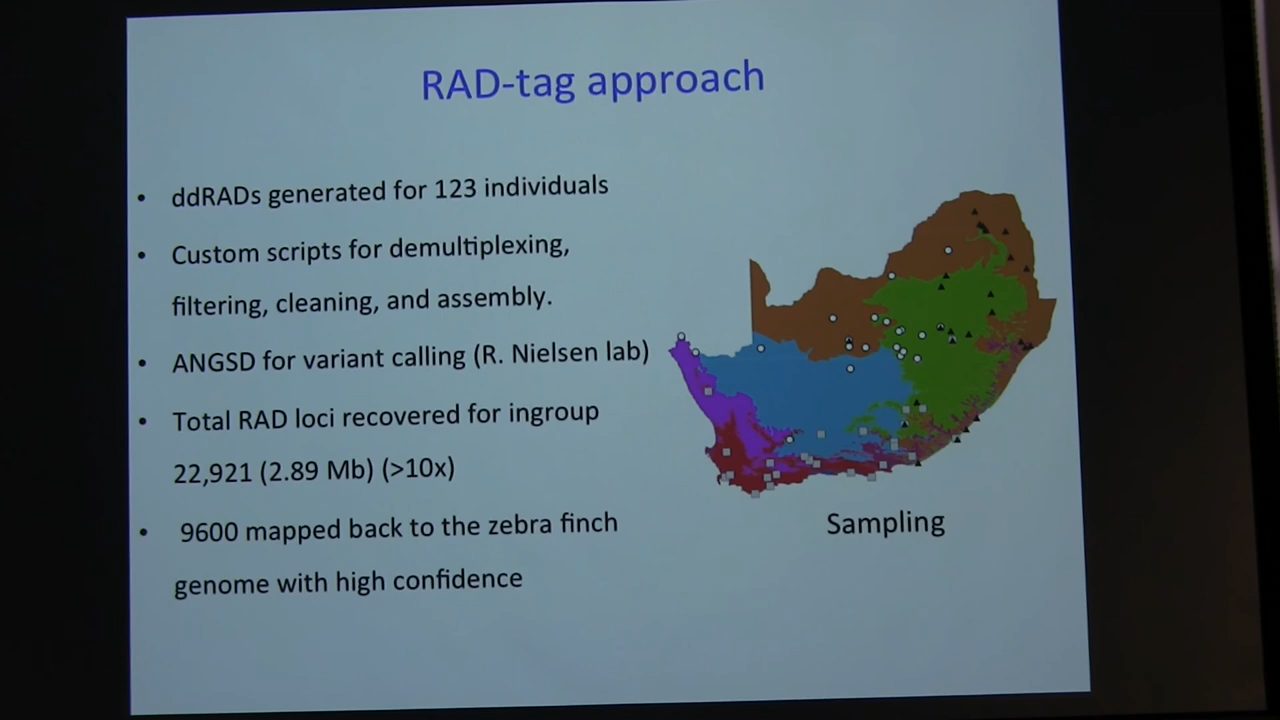 RAD-tag approach
• ddRADs generated for 123 individuals
• Custom scripts for demultiplexing,
filtering, cleaning, and assembly.
• ANGSD for variant calling (R. Nielsen lab)
• Total RAD loci recovered for ingroup
22,921 (2.89 Mb) (>10x)
• 9600 mapped back to the zebra finch
genome with high confidence
Sampling